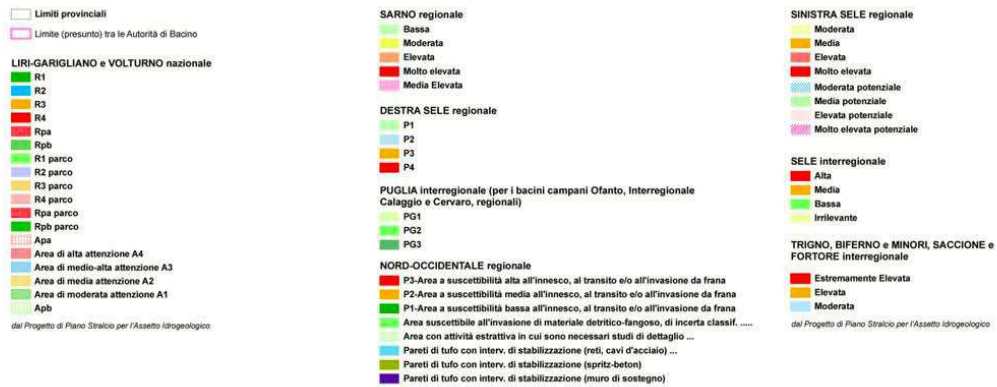 Limiti provinciali
Limite (presunto) tra le Autorità di Bacino
LIRI-GARIGLIANO e VOLTURNO nazionale
R1
R2
R3
R4
Rpa
Rpb
R1 parco
R2 parco
R3 parco
R4 parco
Rpa parco
Rpb parco
Apa
Area di alta attenzione A4
Area di medio-alta attenzione A3
Area di media attenzione A2
Area di moderata attenzione A1
Apb
dal Progetto di Piano Stralcio per l'Assetto Idrogeologico
SARNO regionale
Bassa
Moderata
Elevata
Molto elevata
Media Elevata
DESTRA SELE regionale
P1
P2
P3
P4
PUGLIA interregionale (per i bacini campani Ofanto, Interregionale
Calaggio e Cervaro, regionali)
PG1
PG2
PG3
NORD-OCCIDENTALE regionale
P3-Area a suscettibilità alta all'innesco, al transito e/o all'invasione da frana
P2-Area a suscettibilità media all'innesco, al transito e/o all'invasione da frana
P1-Area a suscettibilità bassa all'innesco, al transito e/o all'invasione da frana
Area suscettibile all'invasione di materiale detritico-fangoso, di incerta classif. .....
Area con attività estrattiva in cui sono necessari studi di dettaglio ...
Pareti di tufo con interv. di stabilizzazione (reti, cavi d'acciaio) ...
Pareti di tufo con interv. di stabilizzazione (spritz-beton)
Pareti di tufo con interv. di stabilizzazione (muro di sostegno)
SINISTRA SELE regionale
Moderata
Media
Elevata
Molto elevata
Moderata potenziale
Media potenziale
Elevata potenziale
Molto elevata potenziale
SELE interregionale
Alta
Media
Bassa
Irrilevante
TRIGNO, BIFERNO e MINORI, SACCIONE e
FORTORE interregionale
Estremamente Elevata
Elevata
Moderata
dal Progetto di Piano Stralcio per l'Assetto Idrogeologico